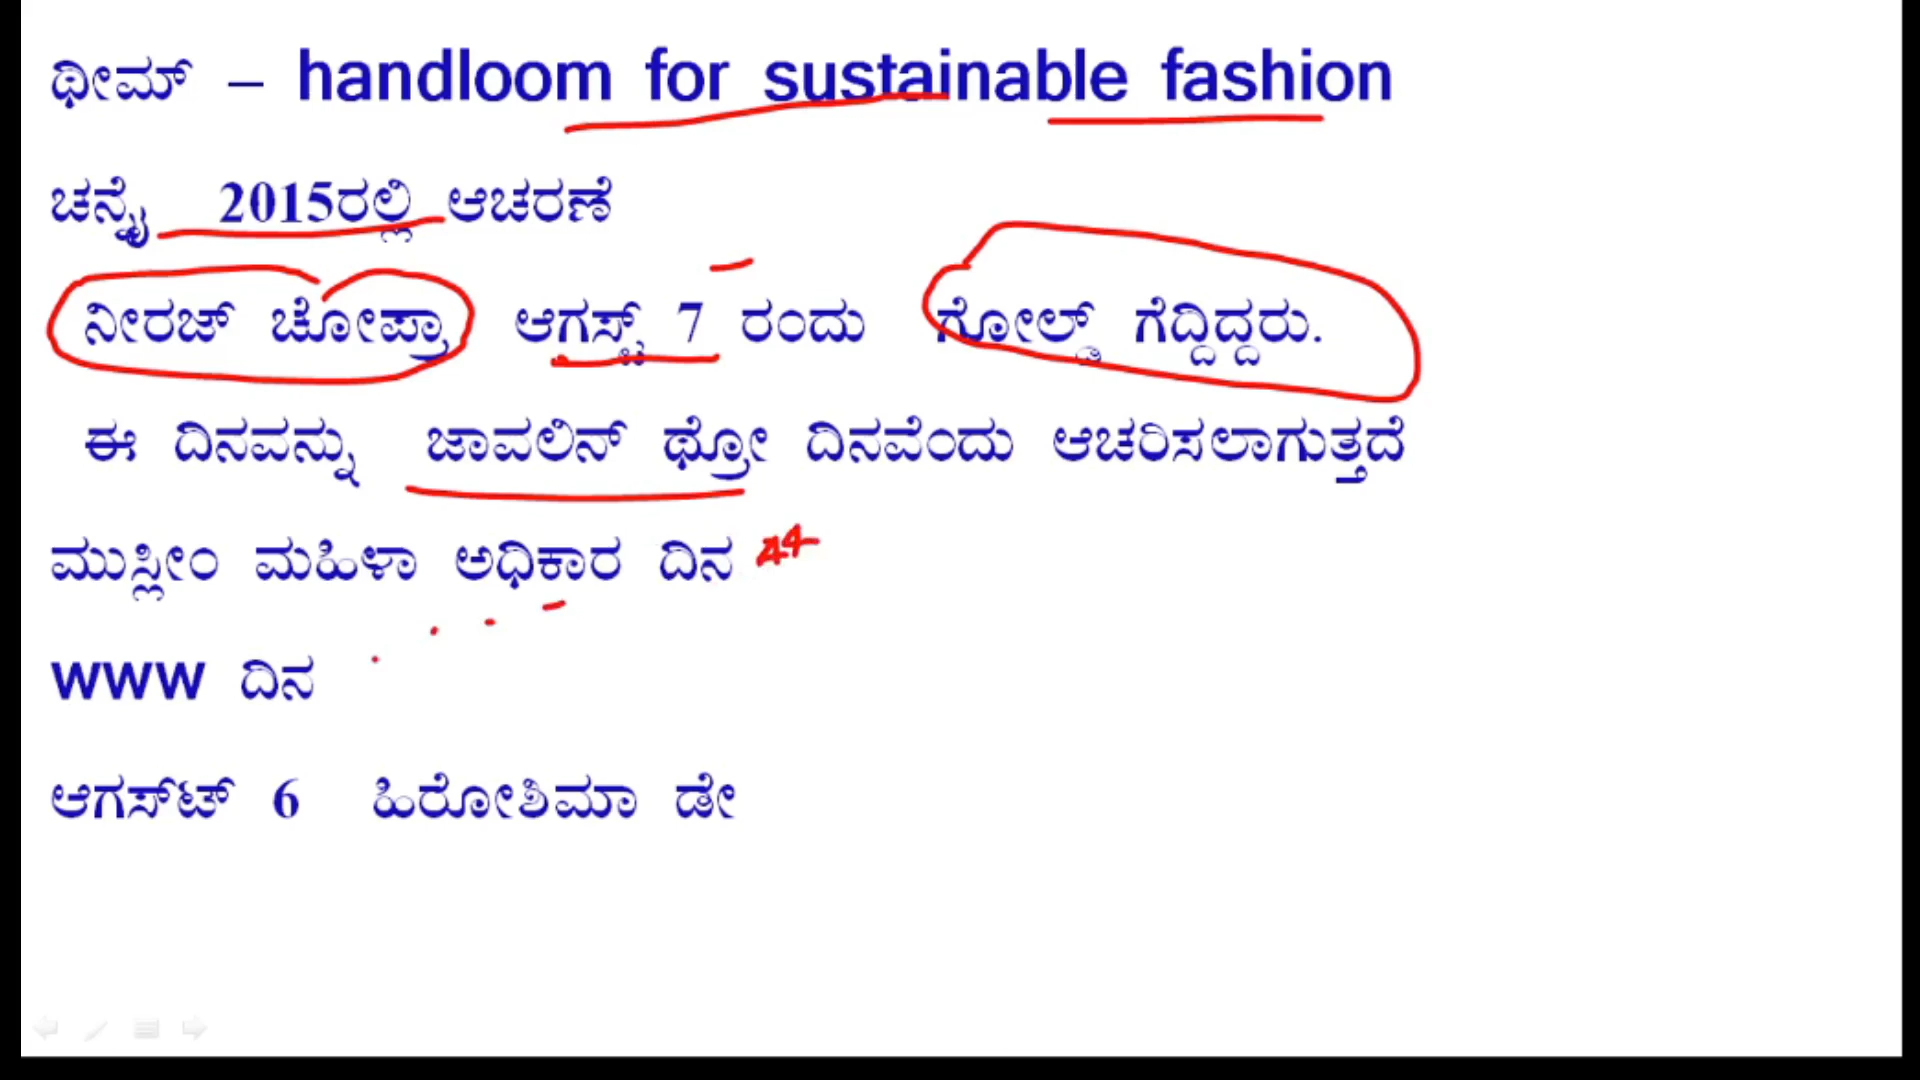 ಥೀಮ್ – handloom for sustainable fashion
ಚನ್ನೈ 2015ರಲ್ಲಿ ಆಚರಣೆ
ನೀರಜ್ ಚೋಪ್ರಾ ಆಗಸ್ಟ್ 7 ರಂದು ಗೋಲ್ಡ್ ಗೆದ್ದಿದ್ದರು.
ಈ ದಿನವನ್ನು ಜಾವಲಿನ್ ಥ್ರೋ ದಿನವೆಂದು ಆಚರಿಸಲಾಗುತ್ತದೆ
ಮುಸ್ಲೀಂ ಮಹಿಳಾ ಅಧಿಕಾರ ದಿನ
www ದಿನ
ಆಗಸ್‌ಟ್ 6 ಹಿರೋಶಿಮಾ ಡೇ